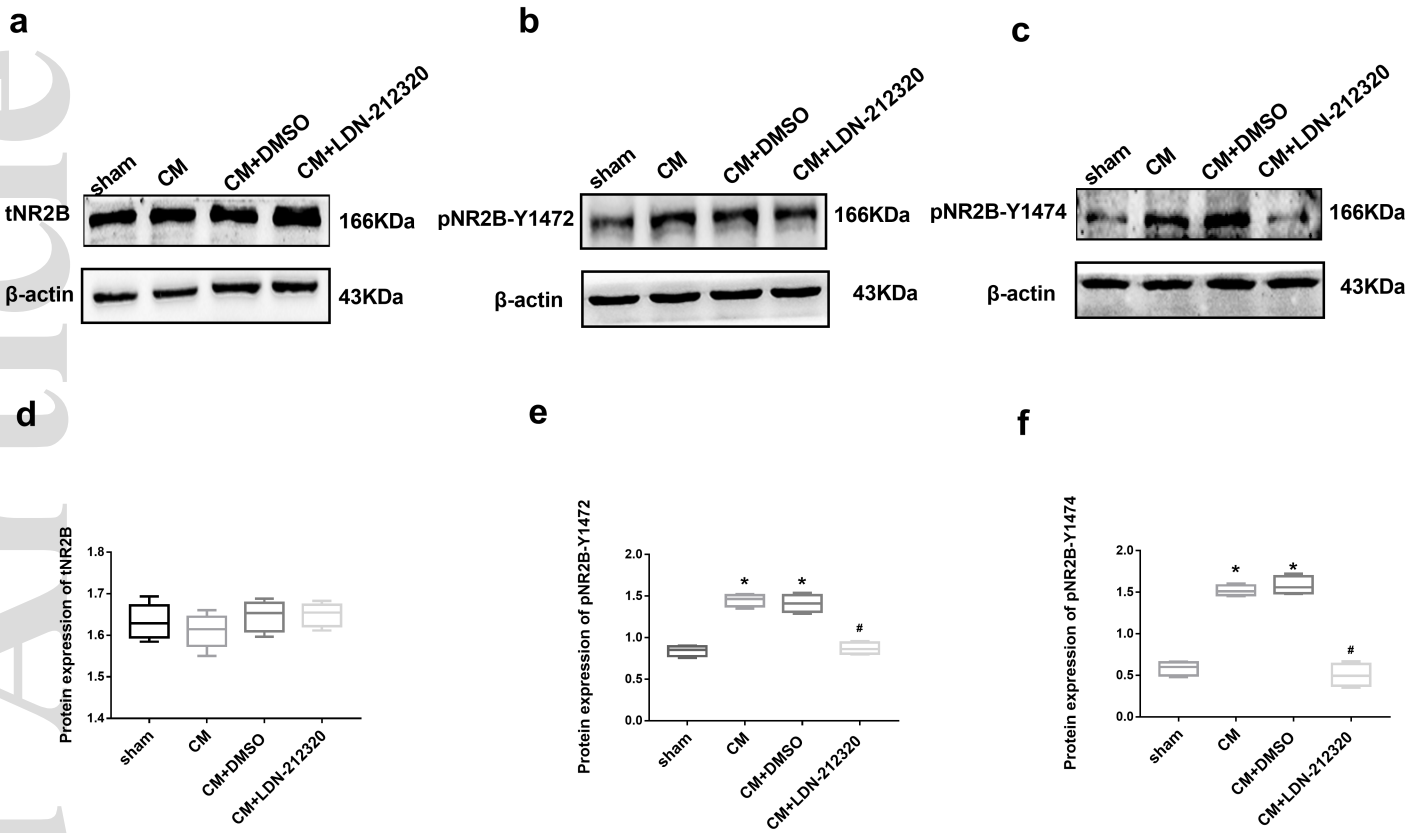 a
b
c
sham
CM
CM+DMSO
CM+LDN-212320
tNR2B
166KDa
β-actin
43KDa
sham
CM
CM+DMSO
CM+LDN-212320
pNR2B-Y1472
166KDa
β-actin
43KDa
sham
CM
CM+DMSO
CM+LDN-212320
pNR2B-Y1474
166KDa
β-actin
43KDa
d
e
f
Protein expression of tNR2B
1.8
1.7
1.6
1.5
1.4
sham
CM
CM+DMSO
CM+LDN-212320
Protein expression of pNR2B-Y1472
2.0
1.5
1.0
0.5
0.0
*
*
#
sham
CM
CM+DMSO
CM+LDN-212320
Protein expression of pNR2B-Y1474
2.0
1.5
1.0
0.5
0.0
*
*
#
sham
CM
CM+DMSO
CM+LDN-212320
Article